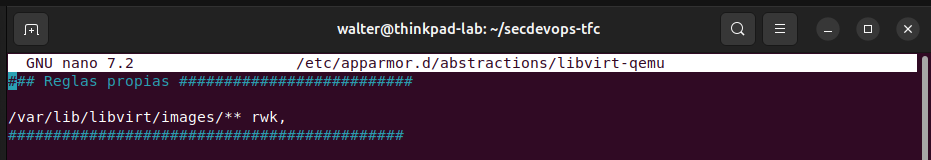 walter@thinkpad-lab: ~/secdevops-tfc
GNU nano 7.2 /etc/apparmor.d/abstractions/libvirt-qemu
### Reglas propias ##########################
/var/lib/libvirt/images/** rwk,
############################################